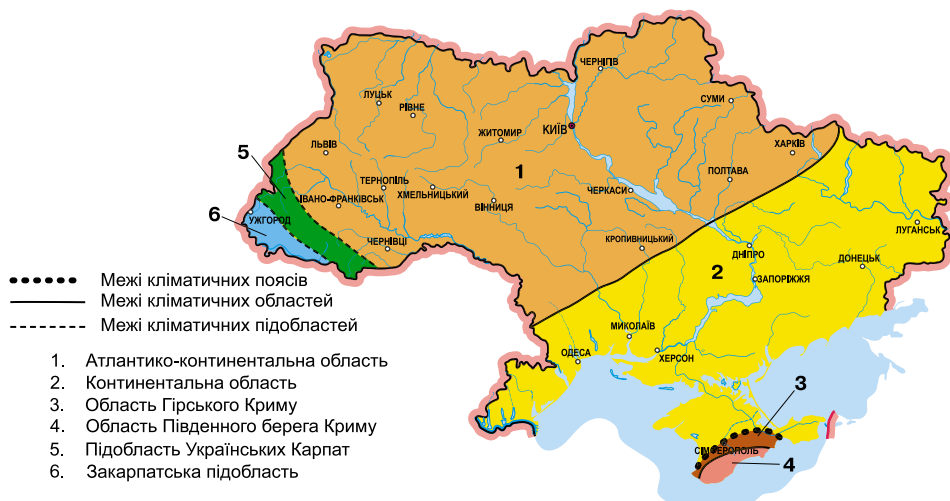 ЧЕРНІГІВ
ЛУЦЬК
РІВНЕ
СУМИ
КИЇВ
ЖИТОМИР
ХАРКІВ
5
ЛЬВІВ
1
ПОЛТАВА
ТЕРНОПІЛЬ
ХМЕЛЬНИЦЬКИЙ
ЧЕРКАСИ
ІВАНО-ФРАНКІВСЬК
ВІННИЦЯ
6
УЖГОРОД
ЧЕРНІВЦІ
КРОПИВНИЦЬКИЙ
ЛУГАНСЬК
ДНІПРО
ДОНЕЦЬК
2
ЗАПОРІЖЖЯ
МИКОЛАЇВ
ОДЕСА
ХЕРСОН
3
СІМФЕРОПОЛЬ
4
Межі кліматичних поясів
Межі кліматичних областей
Межі кліматичних підобластей
1. Атлантико-континентальна область
2. Континентальна область
3. Область Гірського Криму
4. Область Південного берега Криму
5. Підобласть Українських Карпат
6. Закарпатська підобласть